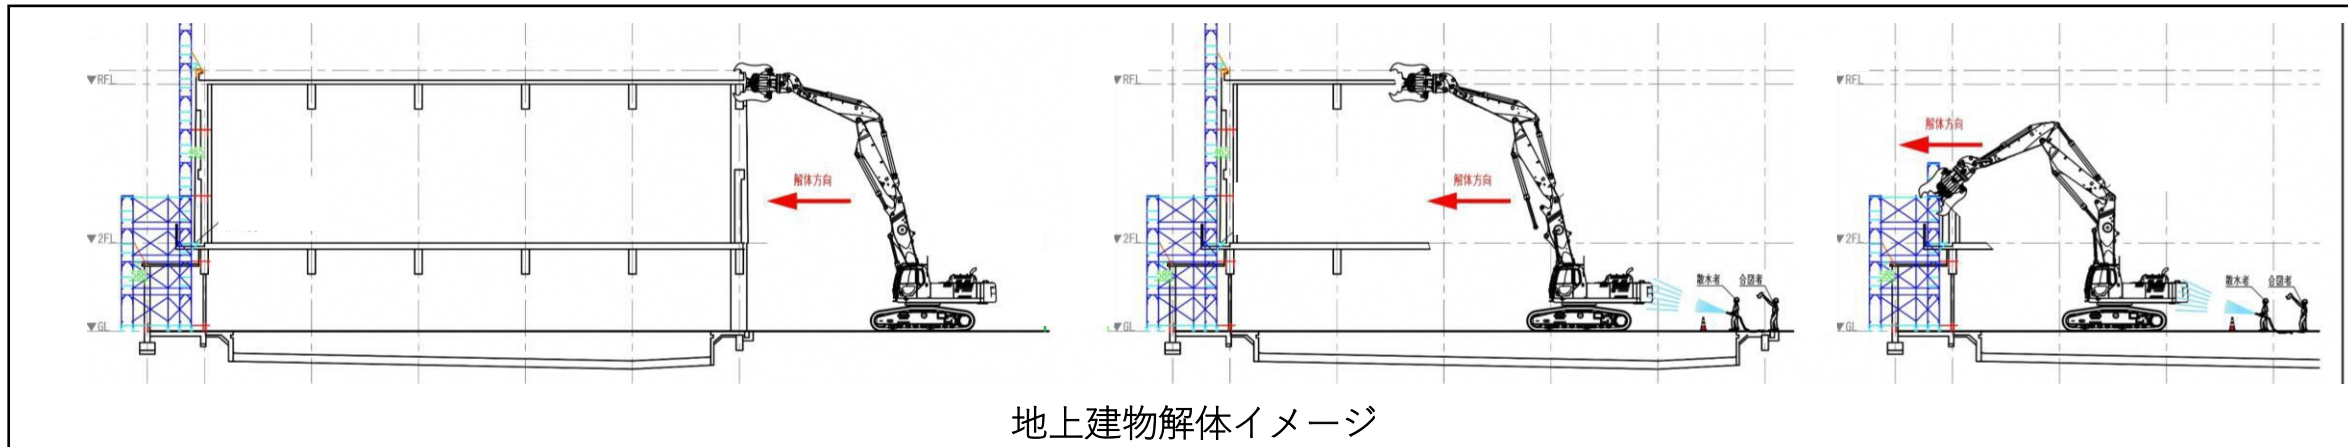 ▼RFL
解体方向
▼2FL
▼GL
▼RFL
解体方向
▼2FL
散水者
合図者
▼GL
▼RFL
解体方向
▼2FL
散水者
合図者
▼GL
地上建物解体イメージ